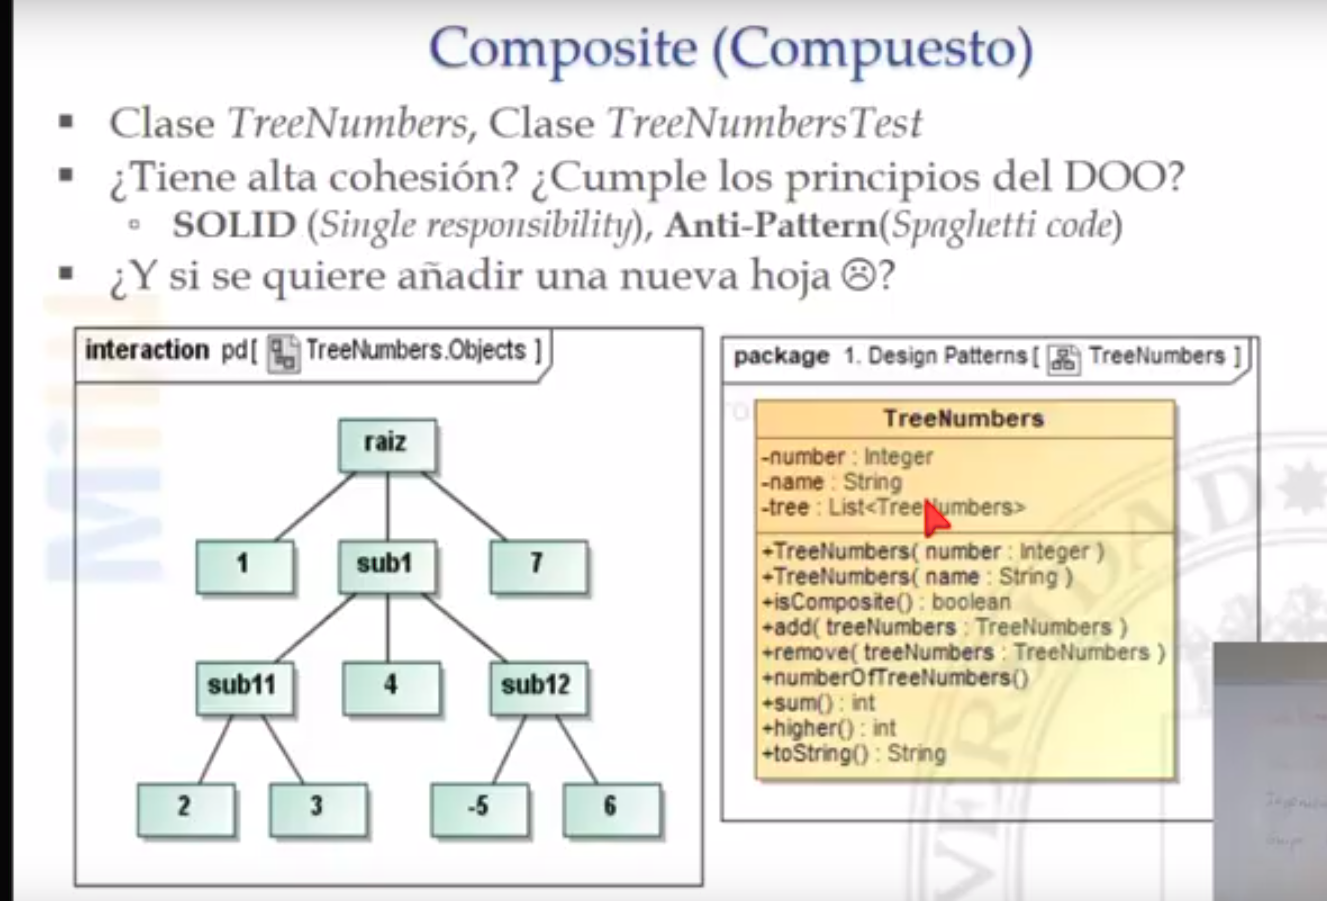 Composite (Compuesto)
▪ Clase TreeNumbers, Clase TreeNumbersTest
▪ ¿Tiene alta cohesión? ¿Cumple los principios del DOO?
▫ SOLID (Single responsibility), Anti-Pattern(Spaghetti code)
▪ ¿Y si se quiere añadir una nueva hoja ☹?
interaction pd[ TreeNumbers.Objects ]
raiz
1 sub1 7
sub11 4 sub12
2 3 -5 6
package 1. Design Patterns [ TreeNumbers ]
TreeNumbers
-number : Integer
-name : String
-tree : List<TreeNumbers>
+TreeNumbers( number : Integer )
+TreeNumbers( name : String )
+isComposite() : boolean
+add( treeNumbers : TreeNumbers )
+remove( treeNumbers : TreeNumbers )
+numberOfTreeNumbers()
+sum() : int
+higher() : int
+toString() : String